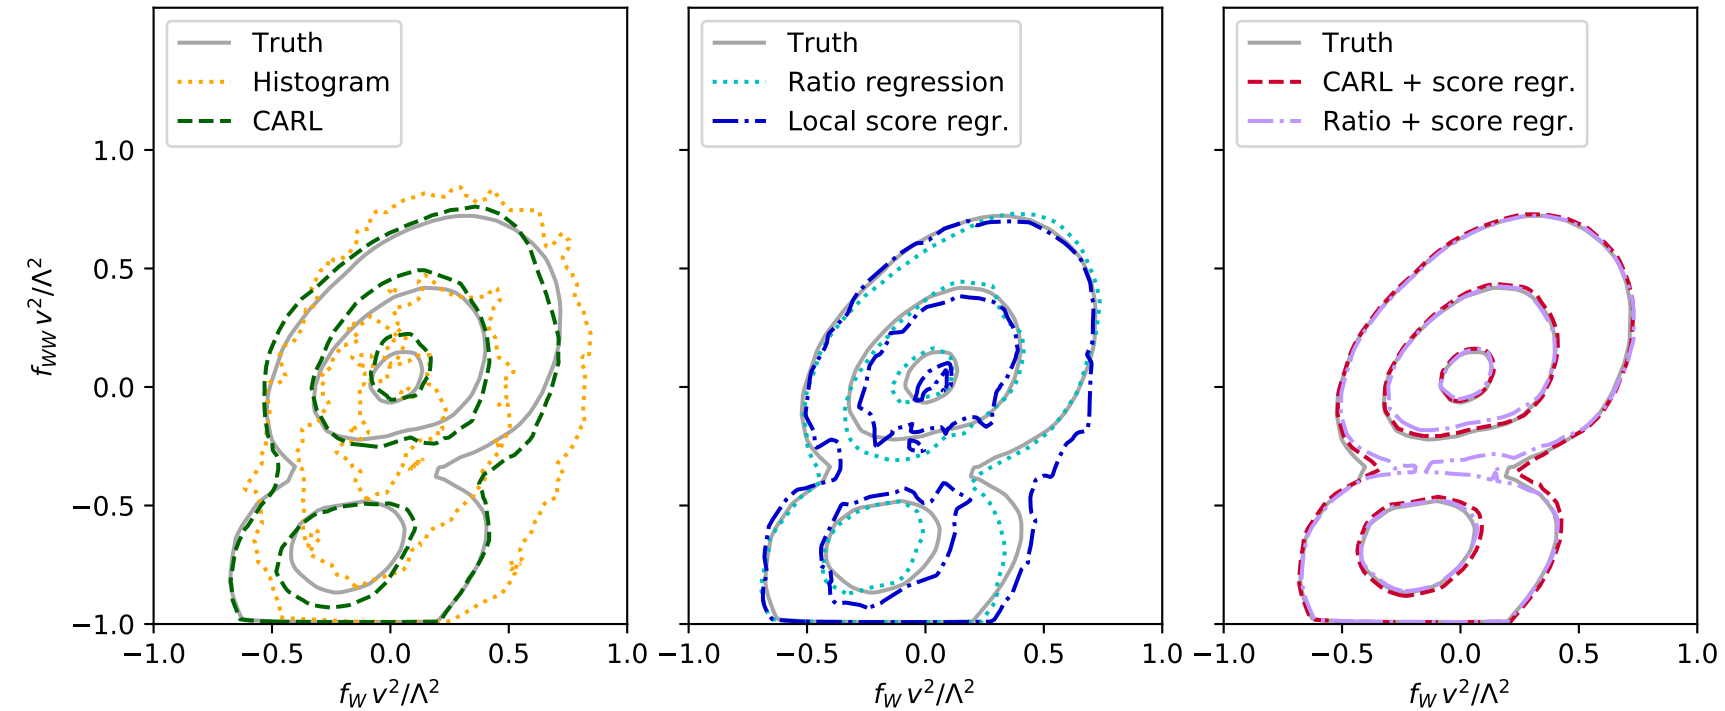 Truth
Histogram
CARL
Truth
Ratio regression
Local score regr.
Truth
CARL + score regr.
Ratio + score regr.
1.0
0.5
0.0
−0.5
−1.0
f_{WW} v²/Λ²
−1.0 −0.5 0.0 0.5 1.0
−1.0 −0.5 0.0 0.5 1.0
−1.0 −0.5 0.0 0.5 1.0
f_W v²/Λ²
f_W v²/Λ²
f_W v²/Λ²